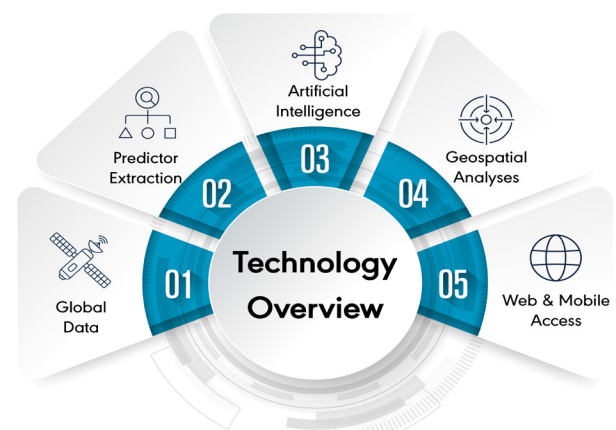 Technology
Overview
01
Global
Data
02
Predictor
Extraction
03
Artificial
Intelligence
04
Geospatial
Analyses
05
Web & Mobile
Access